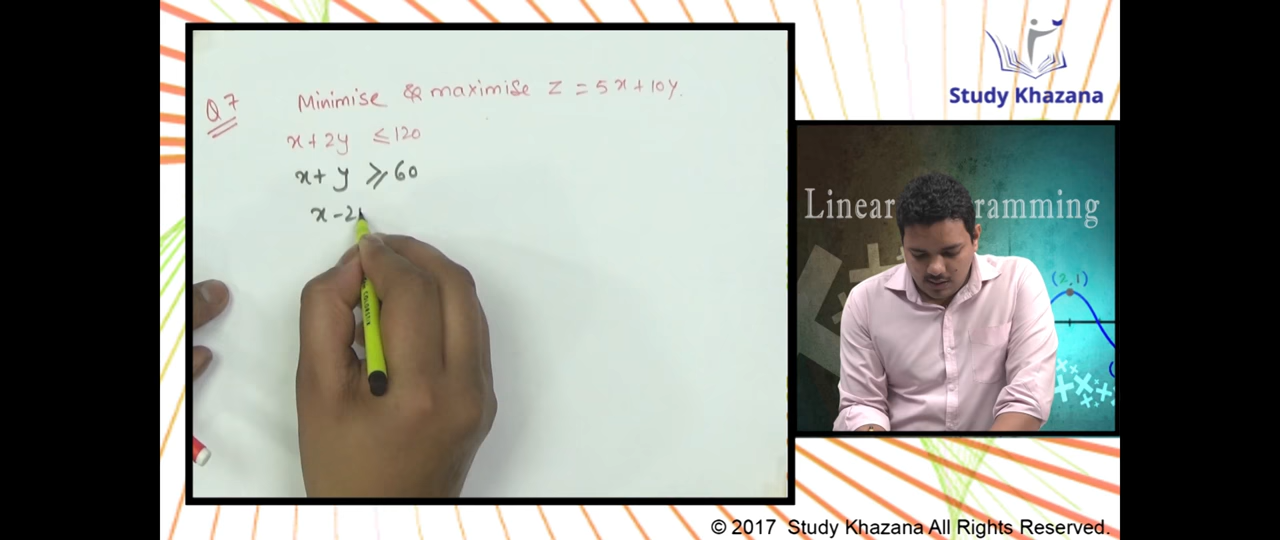 Q7 Minimise & maximise Z = 5x + 10y.
x + 2y ≤ 120
x + y ≥ 60
x - 2
Study Khazana
Linear
ramming
(2,1)
© 2017 Study Khazana All Rights Reserved.